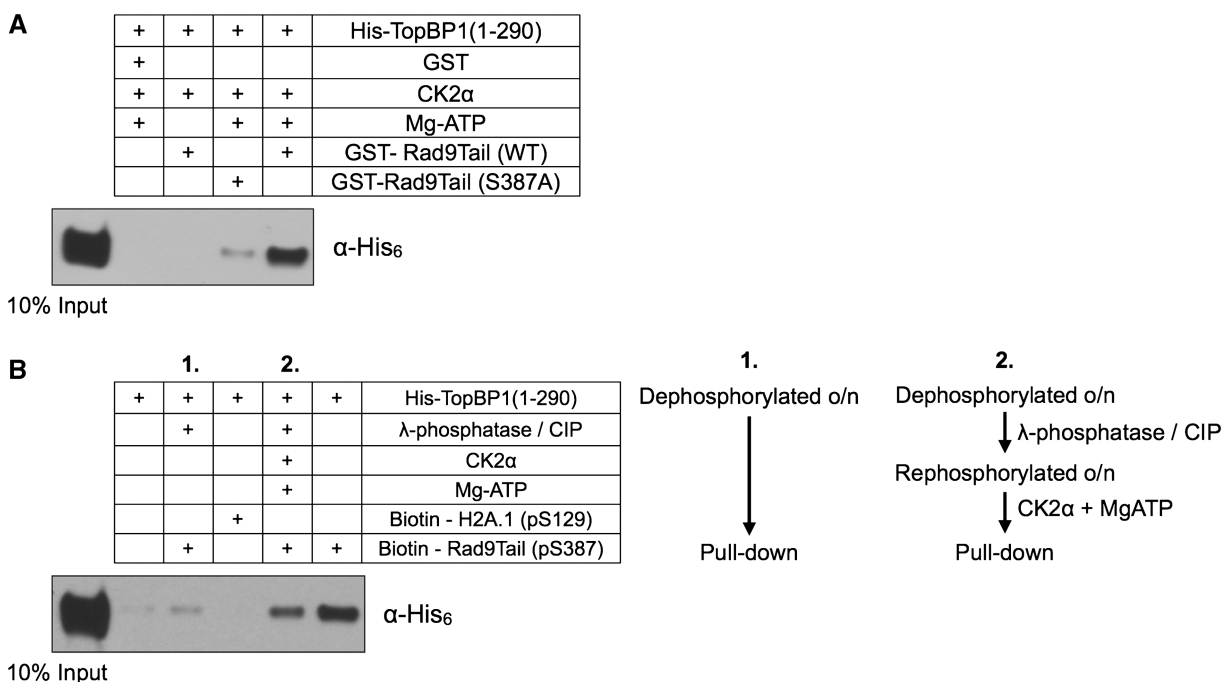 A
+ + + + His-TopBP1(1-290)
+ GST
+ + + + CK2α
+ + + Mg-ATP
+ + GST- Rad9Tail (WT)
+ GST-Rad9Tail (S387A)
α-His6
10% Input
B
1. 2.
+ + + + + His-TopBP1(1-290)
+ + λ-phosphatase / CIP
+ CK2α
+ Mg-ATP
+ Biotin - H2A.1 (pS129)
+ + + Biotin - Rad9Tail (pS387)
α-His6
10% Input
1.
Dephosphorylated o/n
Pull-down
2.
Dephosphorylated o/n
λ-phosphatase / CIP
Rephosphorylated o/n
CK2α + MgATP
Pull-down